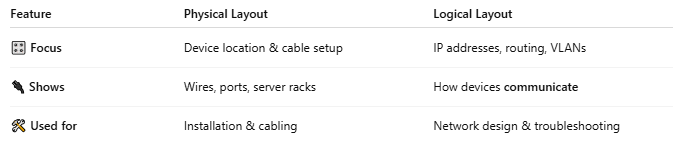 Feature Physical Layout Logical Layout
Focus Device location & cable setup IP addresses, routing, VLANs
Shows Wires, ports, server racks How devices communicate
Used for Installation & cabling Network design & troubleshooting